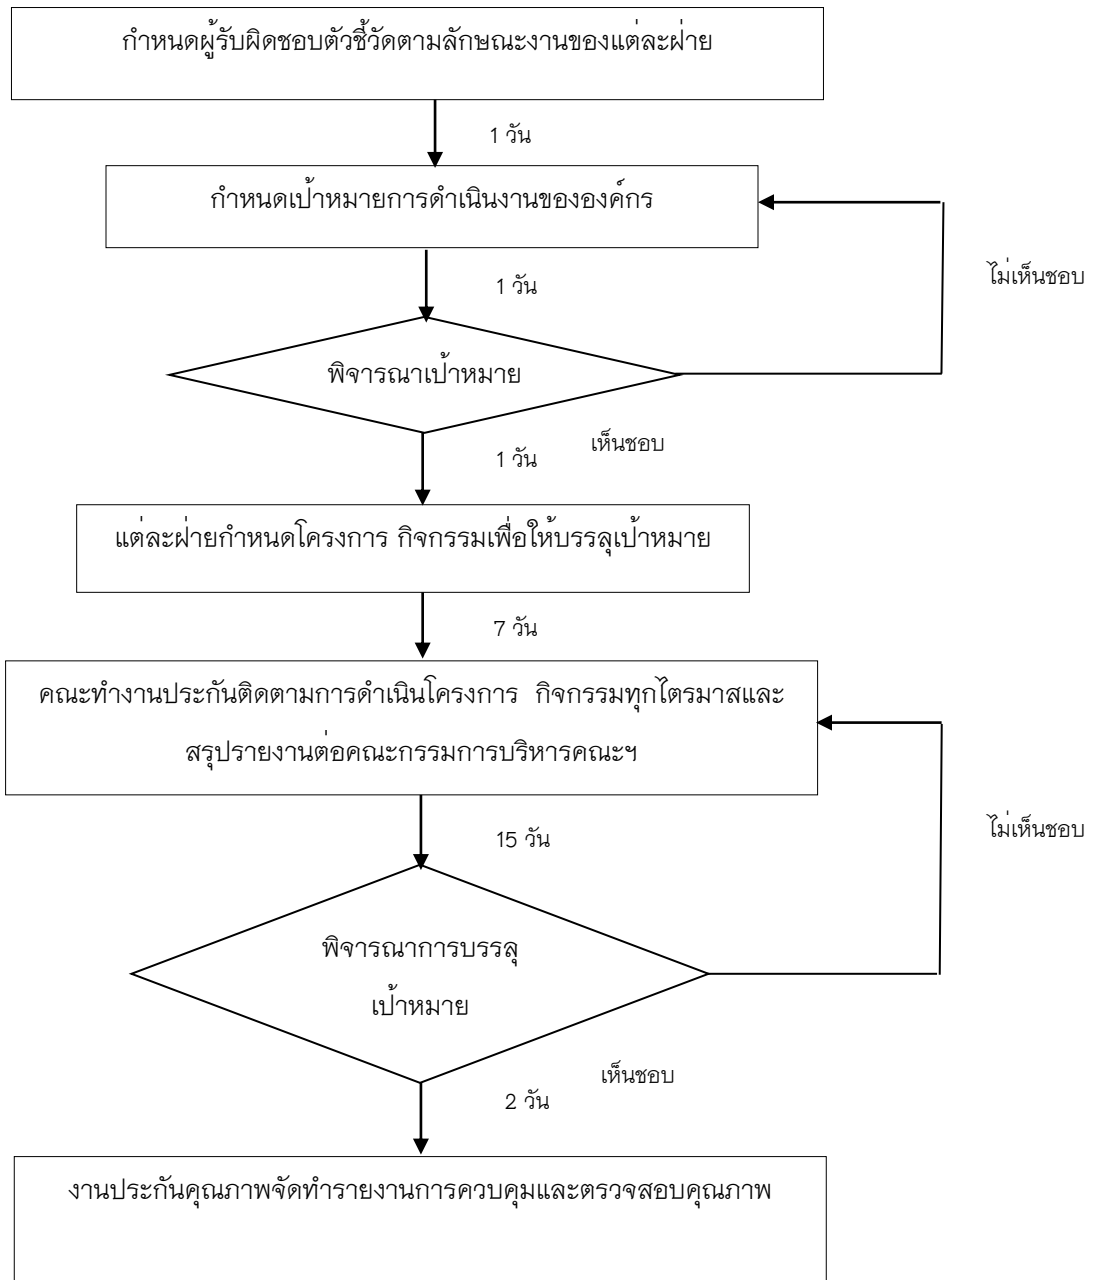 กำหนดผู้รับผิดชอบตัวชี้วัดตามลักษณะงานของแต่ละฝ่าย
1 วัน
กำหนดเป้าหมายการดำเนินงานขององค์กร
ไม่เห็นชอบ
1 วัน
พิจารณาเป้าหมาย
เห็นชอบ
1 วัน
แต่ละฝ่ายกำหนดโครงการ กิจกรรมเพื่อให้บรรลุเป้าหมาย
7 วัน
คณะทำงานประกันติดตามการดำเนินโครงการ กิจกรรมทุกไตรมาสและ
สรุปรายงานต่อคณะกรรมการบริหารคณะฯ
ไม่เห็นชอบ
15 วัน
พิจารณาการบรรลุ
เป้าหมาย
เห็นชอบ
2 วัน
งานประกันคุณภาพจัดทำรายงานการควบคุมและตรวจสอบคุณภาพ